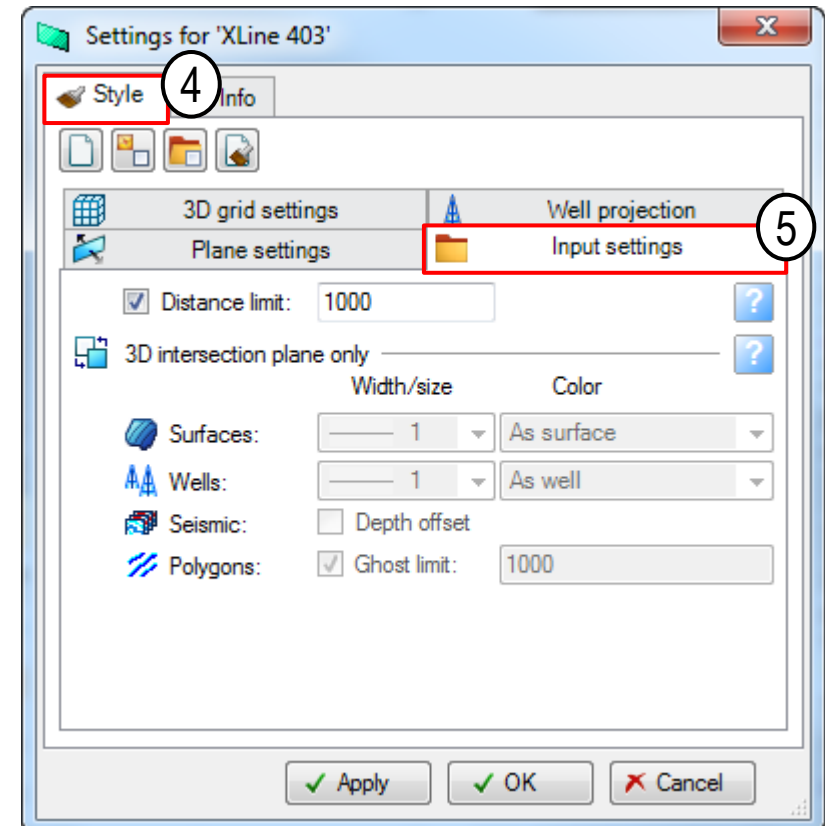 Settings for 'XLine 403'
x
Style 4 Info
3D grid settings Well projection
Plane settings Input settings 5
Distance limit: 1000 ?
3D intersection plane only ?
Width/size Color
Surfaces: 1 As surface
Wells: 1 As well
Seismic: Depth offset
Polygons: Ghost limit: 1000
Apply OK Cancel